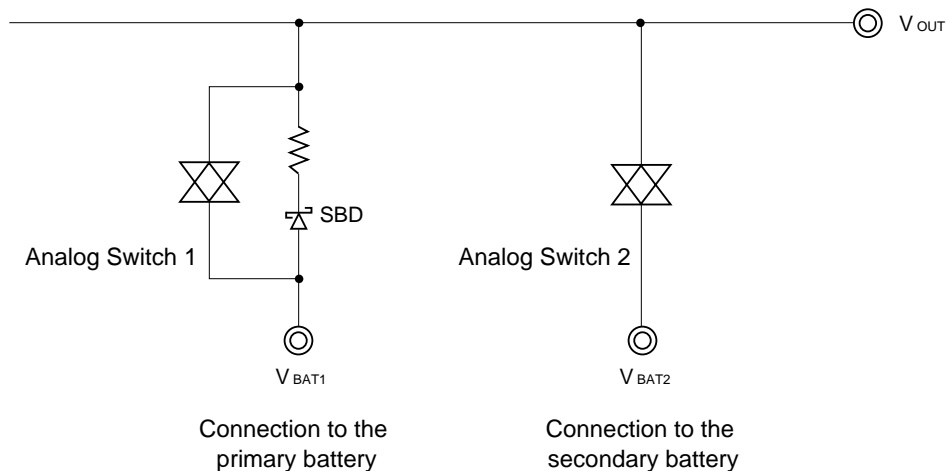 V OUT
SBD
Analog Switch 1
Analog Switch 2
V BAT1
V BAT2
Connection to the
primary battery
Connection to the
secondary battery